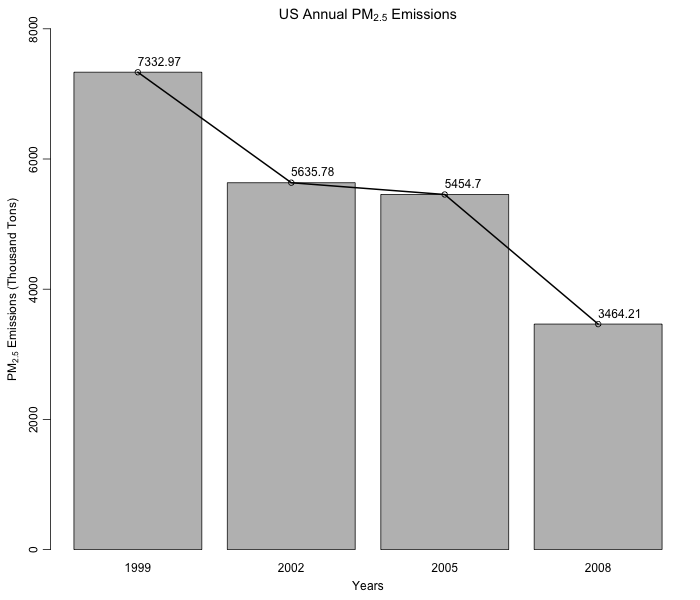 US Annual PM2.5 Emissions
PM2.5 Emissions (Thousand Tons)
8000
6000
4000
2000
0
7332.97
5635.78
5454.7
3464.21
1999 2002 2005 2008
Years